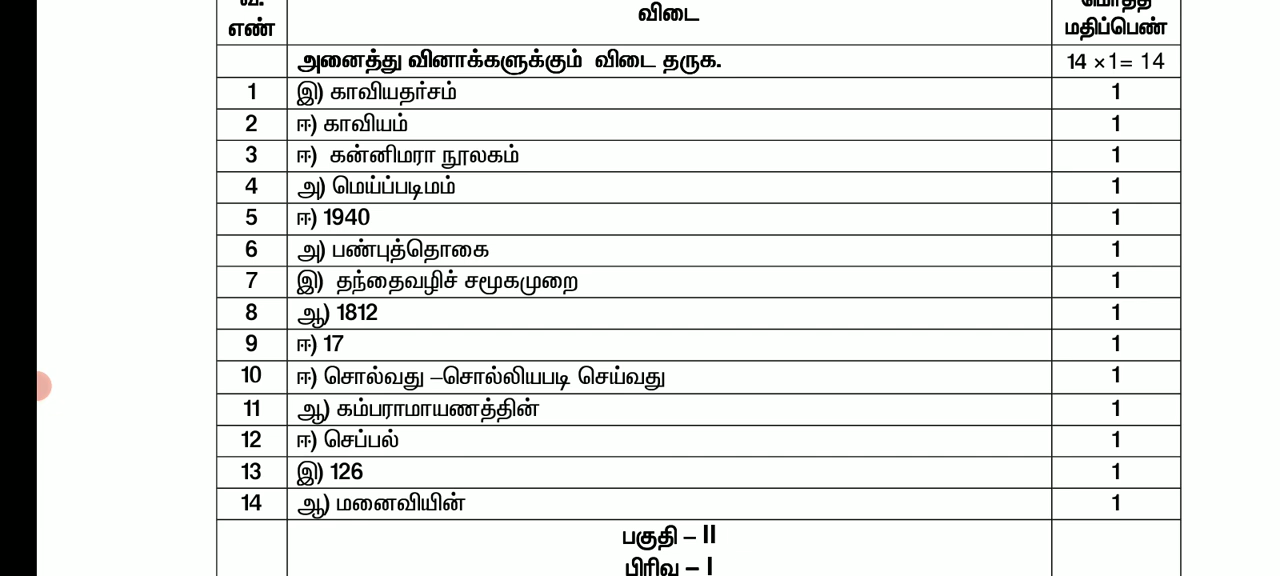 வி. விடை மொத்த
எண் மதிப்பெண்
அனைத்து வினாக்களுக்கும் விடை தருக. 14 ×1= 14
1 இ) காவியதர்சம் 1
2 ஈ) காவியம் 1
3 ஈ) கன்னிமரா நூலகம் 1
4 அ) மெய்ப்படிமம் 1
5 ஈ) 1940 1
6 அ) பண்புத்தொகை 1
7 இ) தந்தைவழிச் சமூகமுறை 1
8 ஆ) 1812 1
9 ஈ) 17 1
10 ஈ) சொல்வது –சொல்லியபடி செய்வது 1
11 ஆ) கம்பராமாயணத்தின் 1
12 ஈ) செப்பல் 1
13 இ) 126 1
14 ஆ) மனைவியின் 1
பகுதி – II
பிரிவு – I